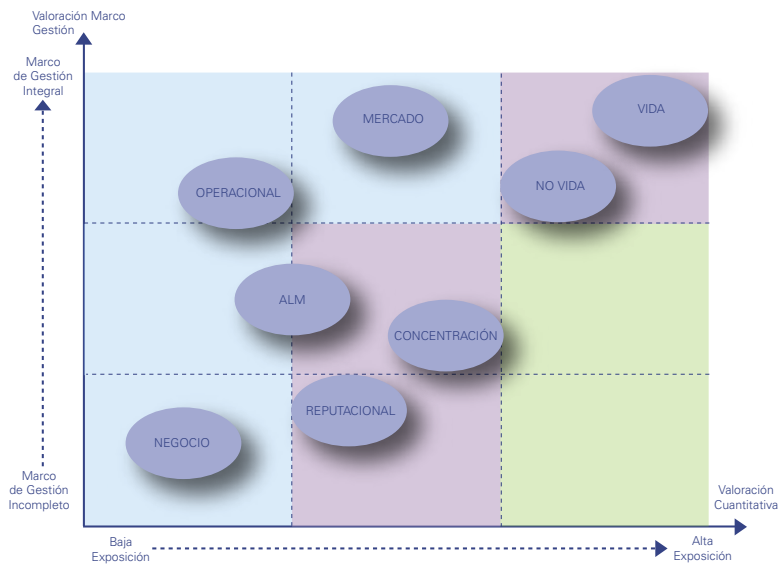 Valoración Marco
Gestión
Marco
de Gestión
Integral
MERCADO
VIDA
OPERACIONAL
NO VIDA
ALM
CONCENTRACIÓN
REPUTACIONAL
NEGOCIO
Marco
de Gestión
Incompleto
Valoración
Cuantitativa
Baja
Exposición
Alta
Exposición